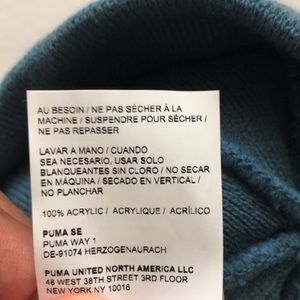 AU BESOIN / NE PAS SÉCHER À LA
MACHINE / SUSPENDRE POUR SÉCHER /
NE PAS REPASSER
LAVAR A MANO / CUANDO
SEA NECESARIO, USAR SOLO
BLANQUEANTES SIN CLORO / NO SECAR
EN MÁQUINA / SECADO EN VERTICAL /
NO PLANCHAR
100% ACRYLIC / ACRYLIQUE / ACRÍLICO
PUMA SE
PUMA WAY 1
DE-91074 HERZOGENAURACH
PUMA UNITED NORTH AMERICA LLC
46 WEST 38TH STREET 3RD FLOOR
NEW YORK NY 10018